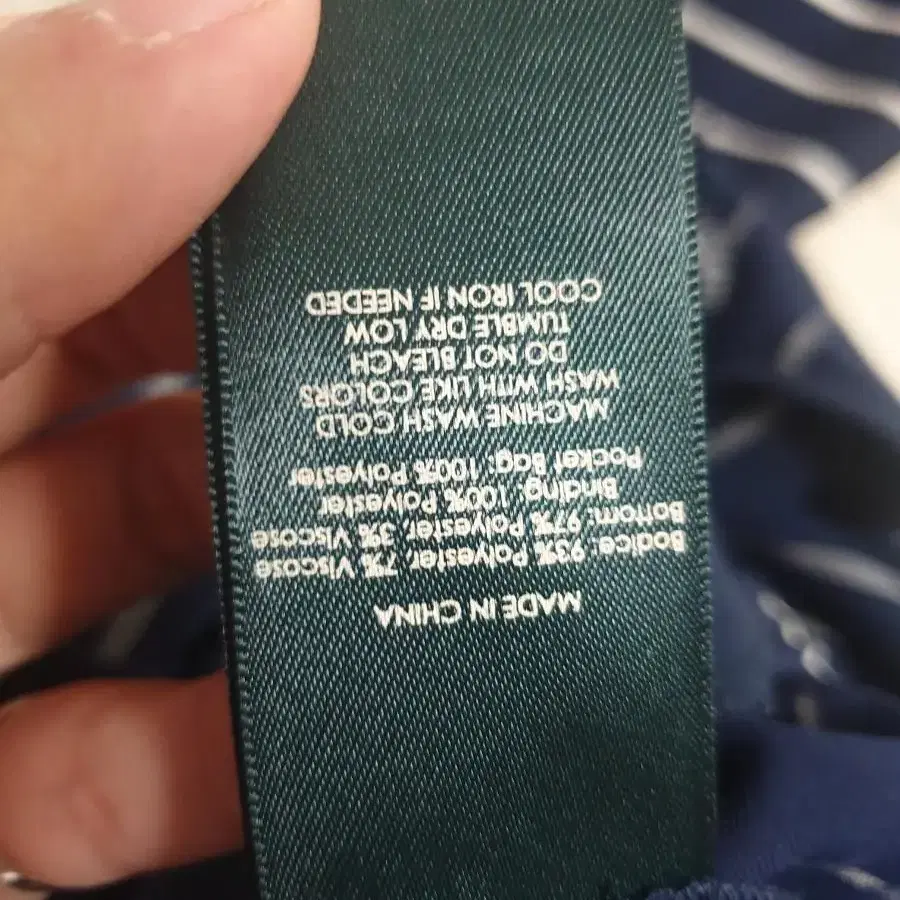 MADE IN CHINA
Bodice: 93% Polyester, 7% Viscose
Bottom: 97% Polyester, 3% Viscose
Binding: 100% Polyester
Pocket Bag: 100% Polyester
MACHINE WASH COLD
WASH WITH LIKE COLORS
DO NOT BLEACH
TUMBLE DRY LOW
COOL IRON IF NEEDED